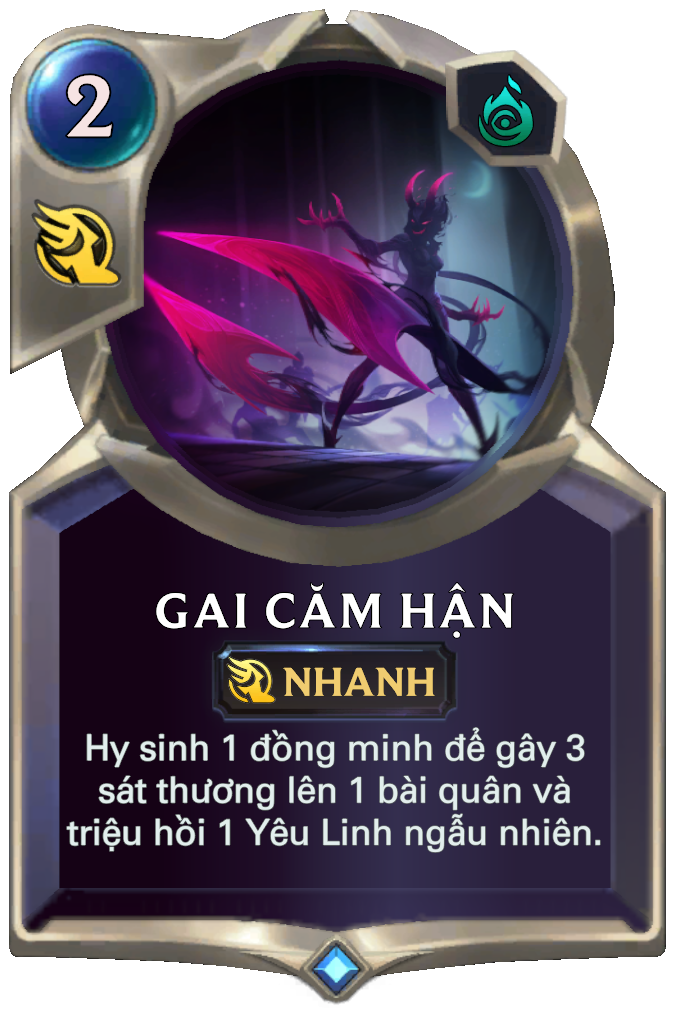 2
GAI CĂM HẬN
NHANH
Hy sinh 1 đồng minh để gây 3
sát thương lên 1 bài quân và
triệu hồi 1 Yêu Linh ngẫu nhiên.